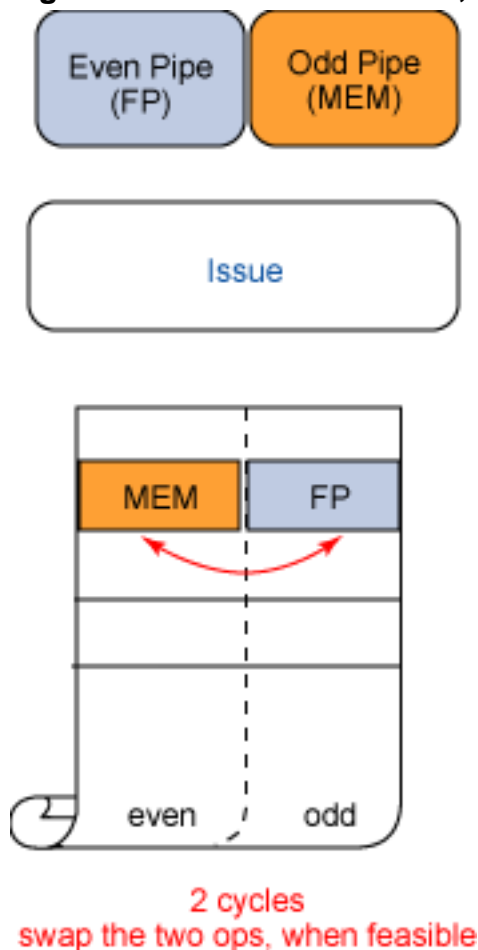 Even Pipe
(FP)
Odd Pipe
(MEM)
Issue
MEM
FP
even
odd
2 cycles
swap the two ops, when feasible